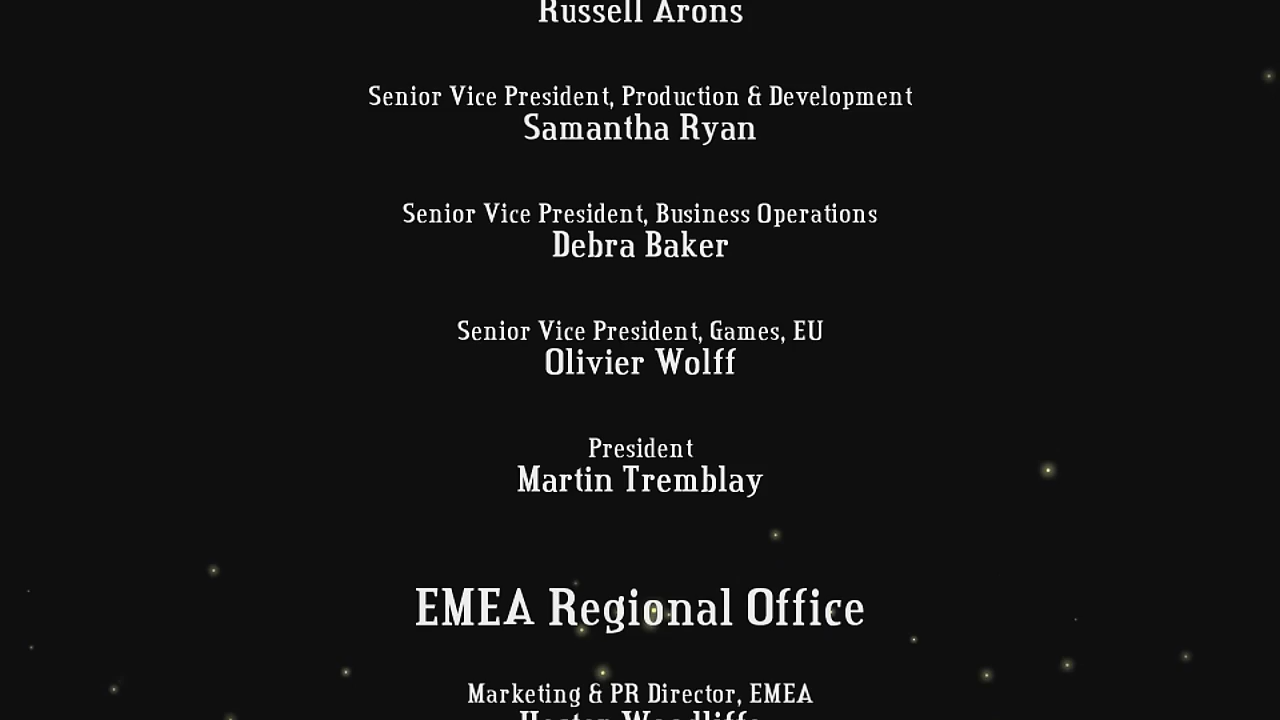 Russell Arons
Senior Vice President, Production & Development
Samantha Ryan
Senior Vice President, Business Operations
Debra Baker
Senior Vice President, Games, EU
Olivier Wolff
President
Martin Tremblay
EMEA Regional Office
Marketing & PR Director, EMEA